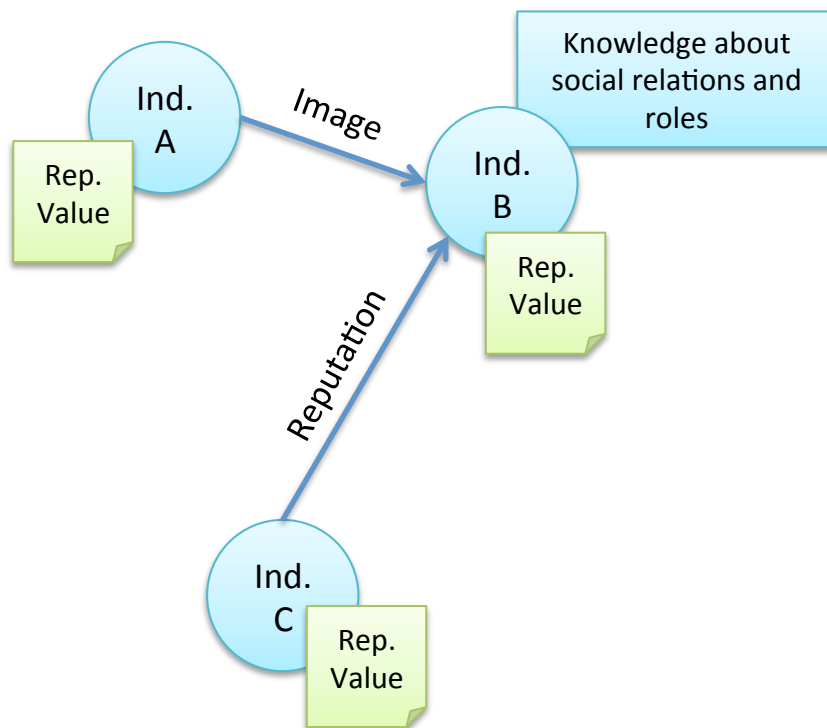 Ind.
A
Rep.
Value
Image
Knowledge about
social relations and
roles
Ind.
B
Rep.
Value
Reputation
Ind.
C
Rep.
Value